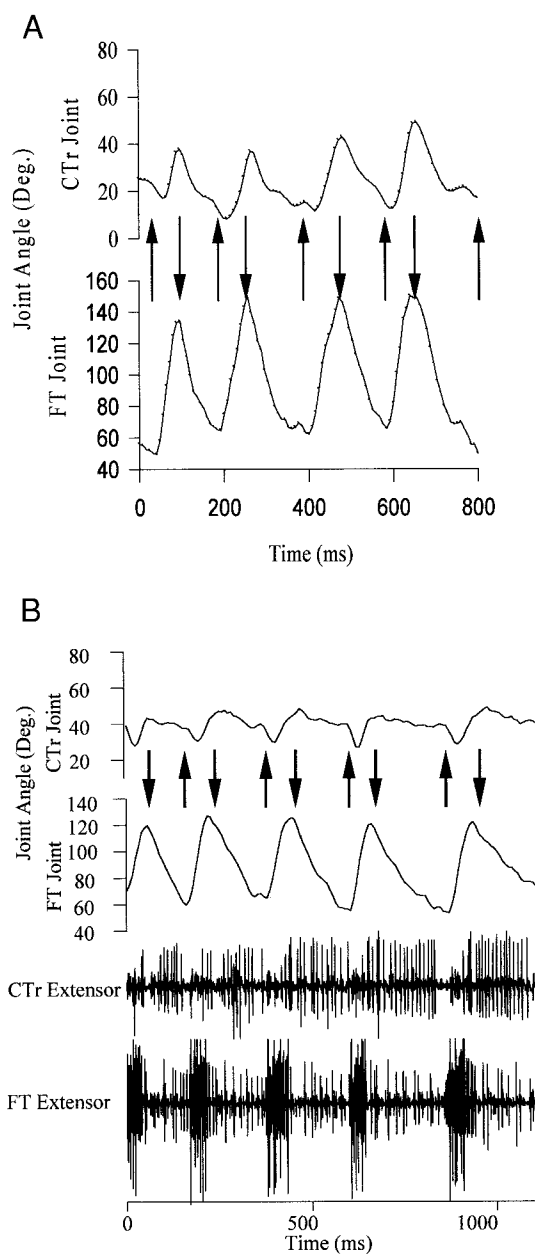 A
80
60
40
20
0
CTr Joint
Joint Angle (Deg.)
160
140
120
100
80
60
40
FT Joint
0 200 400 600 800
Time (ms)
B
80
60
40
20
CTr Joint
Joint Angle (Deg.)
140
120
100
80
60
40
FT Joint
CTr Extensor
FT Extensor
0 500 1000
Time (ms)